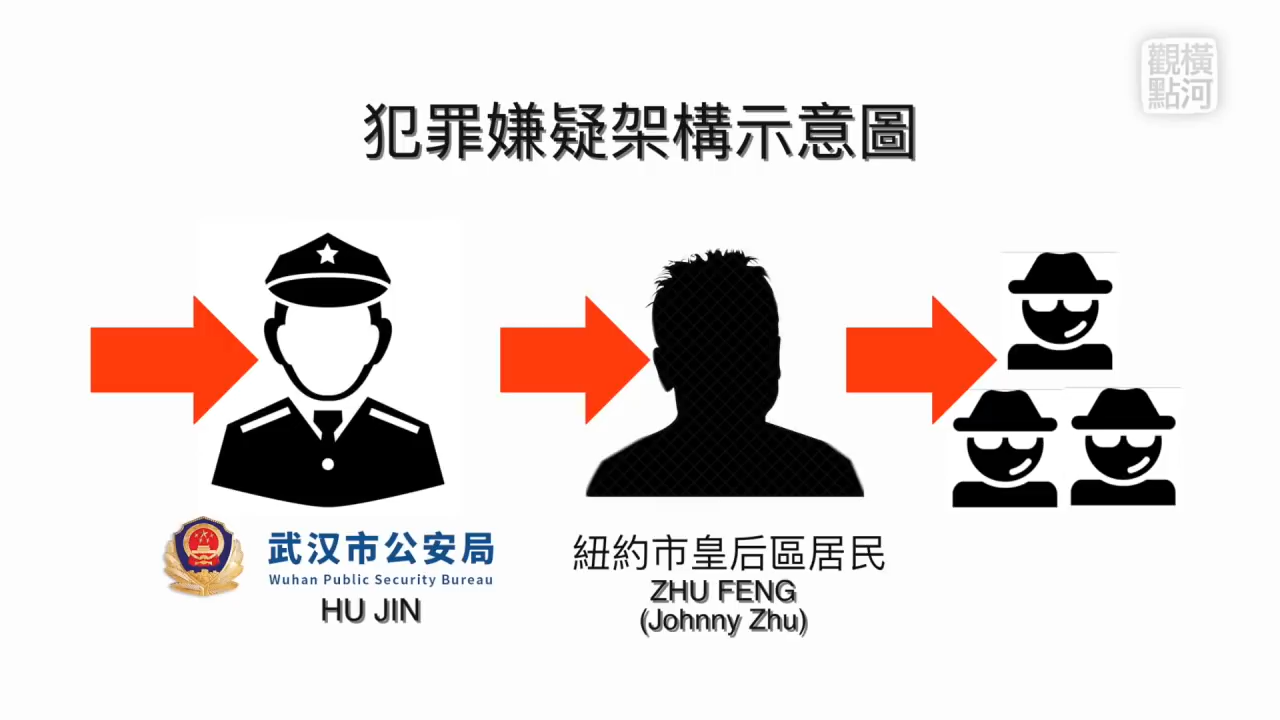 觀橫
點河
犯罪嫌疑架構示意圖
武汉市公安局
Wuhan Public Security Bureau
HU JIN
紐約市皇后區居民
ZHU FENG
(Johnny Zhu)